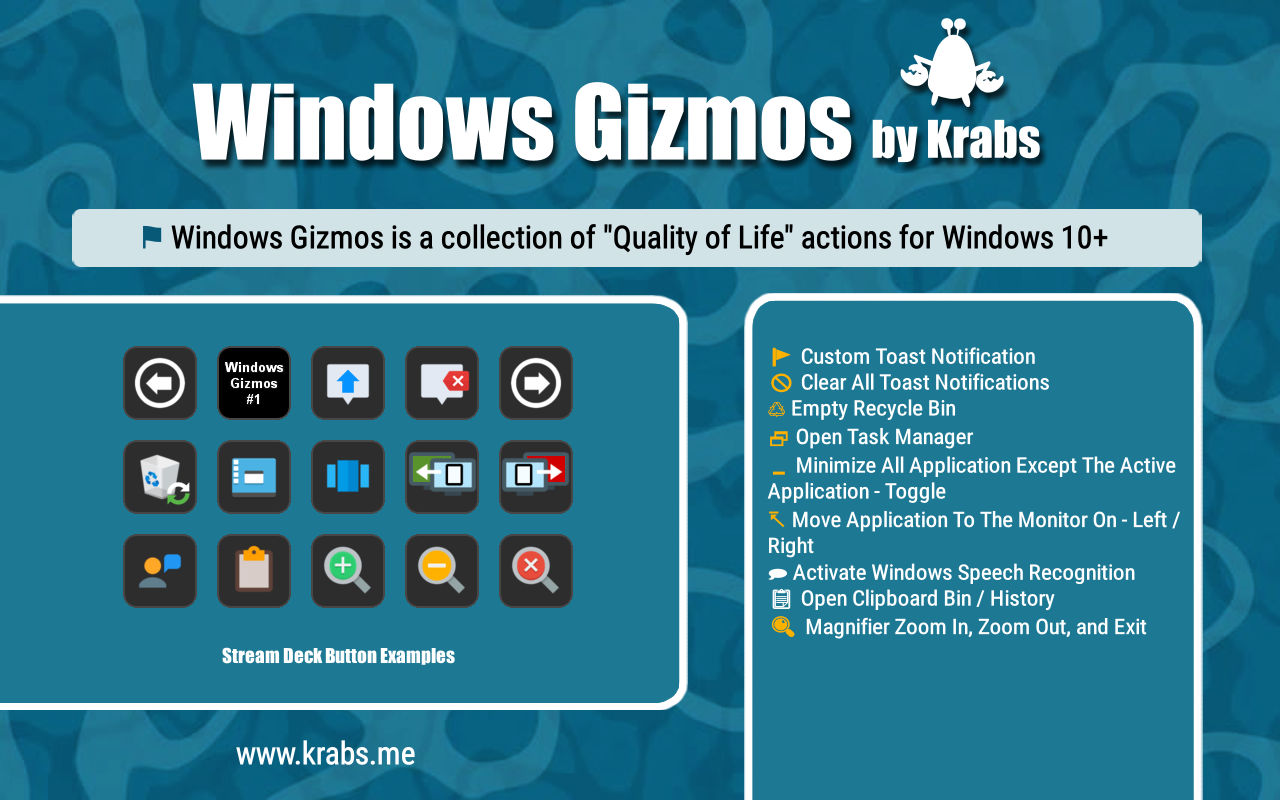 Windows Gizmos by Krabs
Windows Gizmos is a collection of "Quality of Life" actions for Windows 10+
Windows
Gizmos
#1
Stream Deck Button Examples
www.krabs.me
Custom Toast Notification
Clear All Toast Notifications
Empty Recycle Bin
Open Task Manager
Minimize All Application Except The Active
Application - Toggle
Move Application To The Monitor On - Left /
Right
Activate Windows Speech Recognition
Open Clipboard Bin / History
Magnifier Zoom In, Zoom Out, and Exit